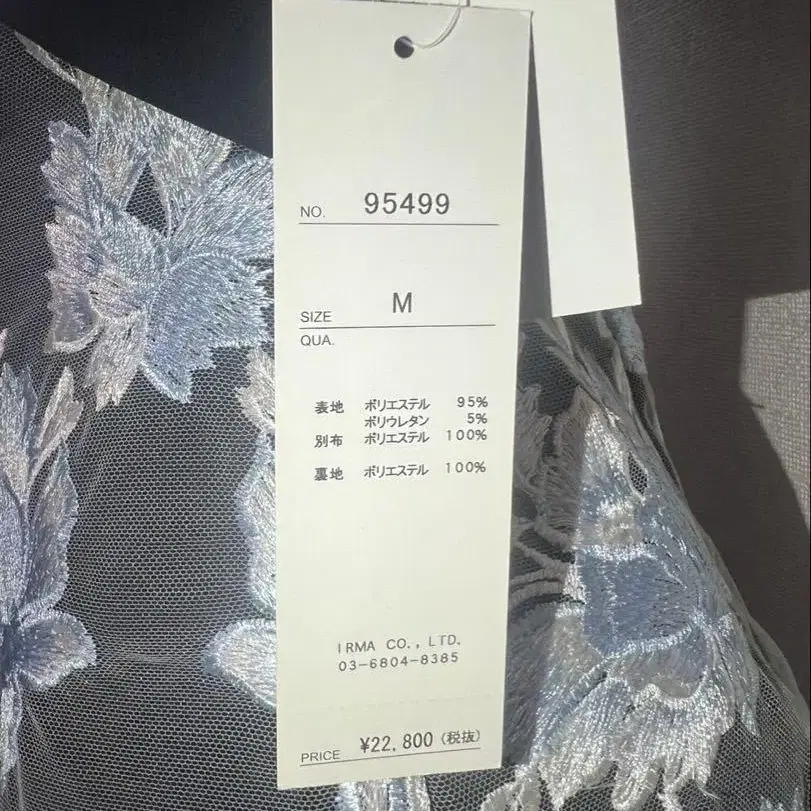 NO. 95499
SIZE M
QUA.
表地 ポリエステル 95%
ポリウレタン 5%
別布 ポリエステル 100%
裏地 ポリエステル 100%
IRMA CO., LTD.
03-6804-8385
PRICE ¥22,800(税抜)